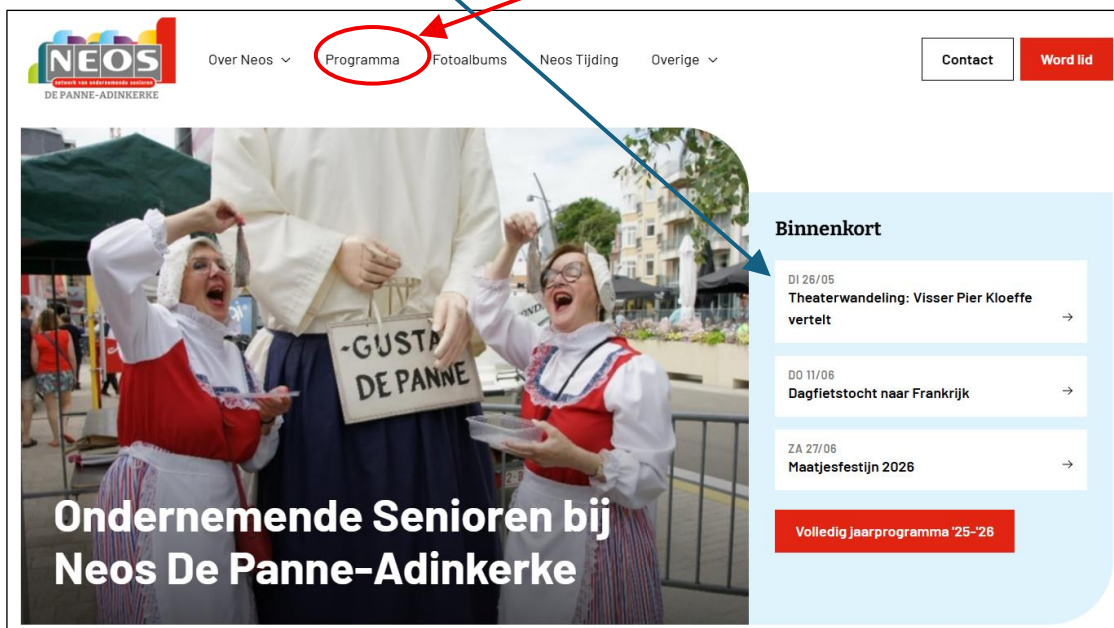 NEOS
netwerk van ondernemende senioren
DE PANNE-ADINKERKE
Over Neos
Programma
Fotoalbums
Neos Tijding
Overige
Contact
Word lid
-GUSTA
DE PANNE
Ondernemende Senioren bij
Neos De Panne-Adinkerke
Binnenkort
DI 26/05
Theaterwandeling: Visser Pier Kloeffe
vertelt
DO 11/06
Dagfietstocht naar Frankrijk
ZA 27/06
Maatjesfestijn 2026
Volledig jaarprogramma '25-'26